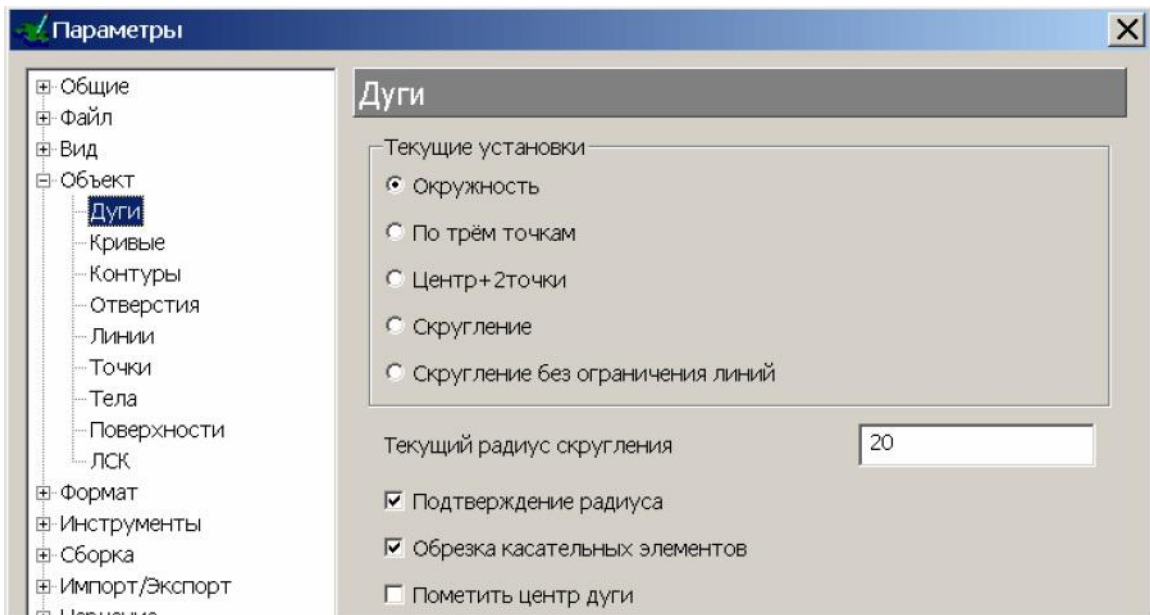 Параметры
Общие
Файл
Вид
Объект
Дуги
Кривые
Контуры
Отверстия
Линии
Точки
Тела
Поверхности
ЛСК
Формат
Инструменты
Сборка
Импорт/Экспорт
Дуги
Текущие установки
Окружность
По трём точкам
Центр+2точки
Скругление
Скругление без ограничения линий
Текущий радиус скругления 20
Подтверждение радиуса
Обрезка касательных элементов
Пометить центр дуги